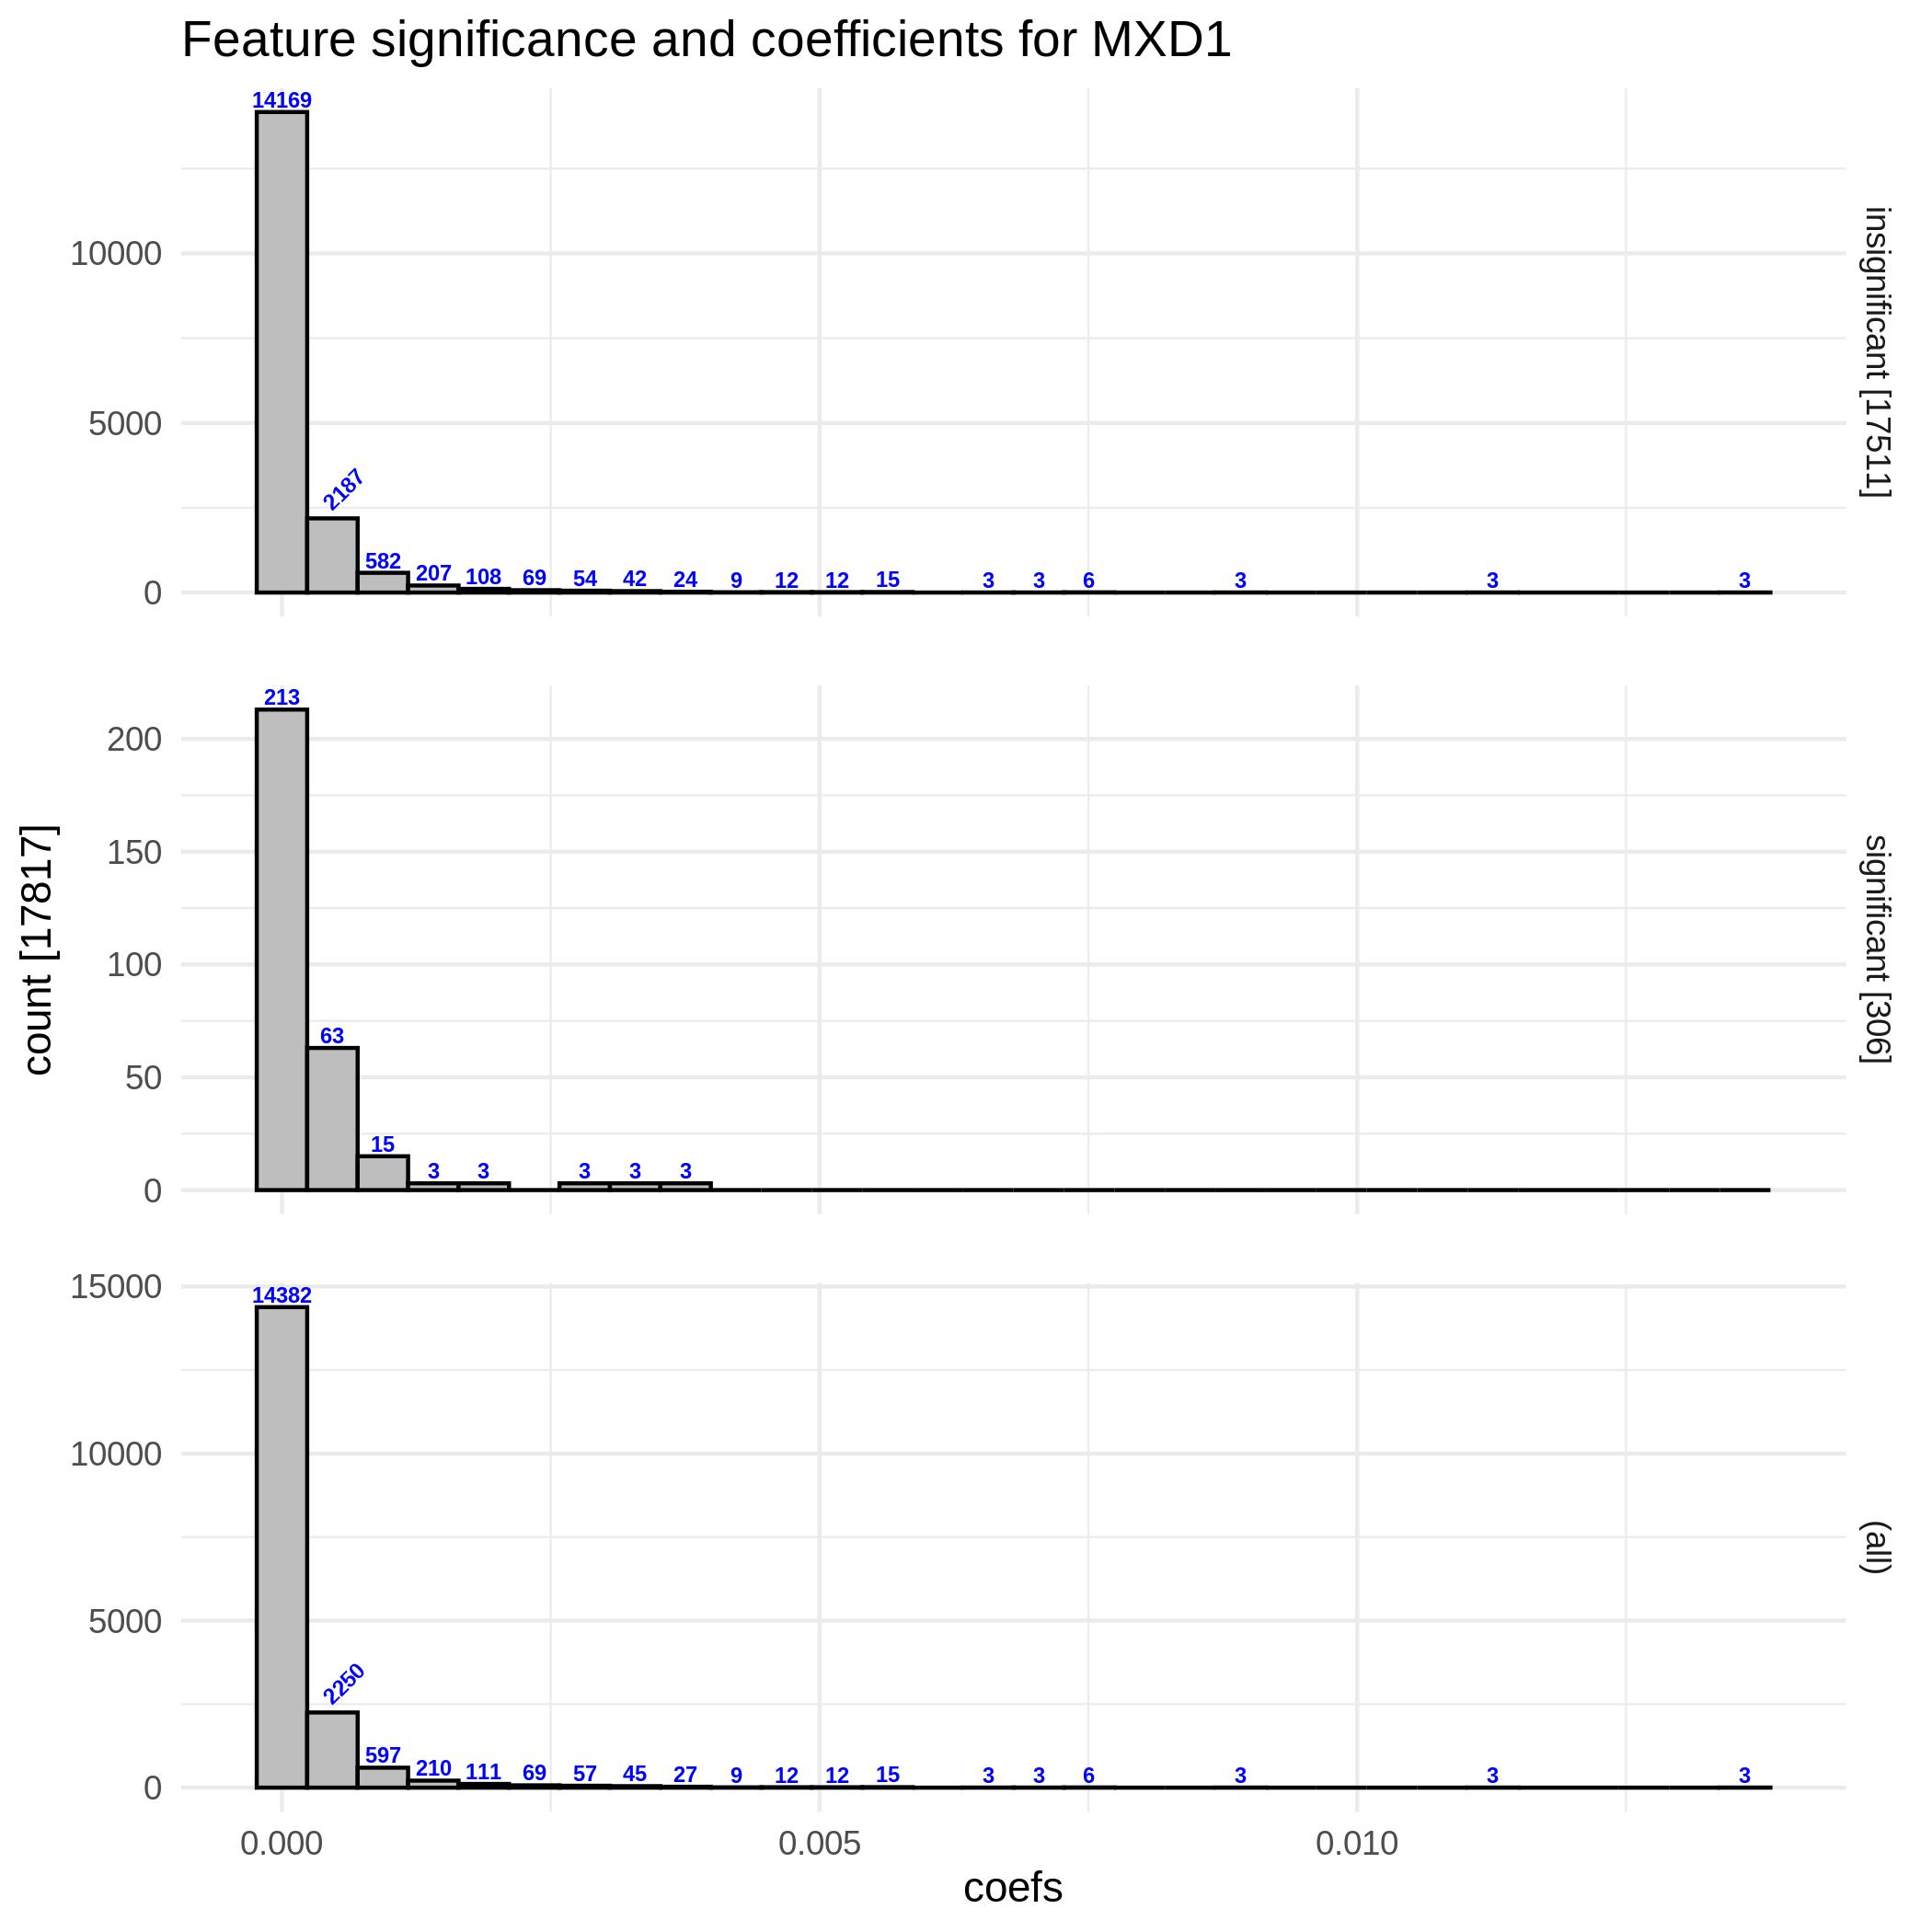 Feature significance and coefficients for MXD1
14169
10000
5000
0
2187
582 207 108 69 54 42 24 9 12 12 15 3 3 6 3 3 3
insignificant [17511]
count [17817]
213
200
150
100
50
0
63
15
3 3 3 3 3
significant [306]
15000
14382
10000
5000
0
2250
597 210 111 69 57 45 27 9 12 12 15 3 3 6 3 3 3
(all)
0.000 0.005 0.010
coefs